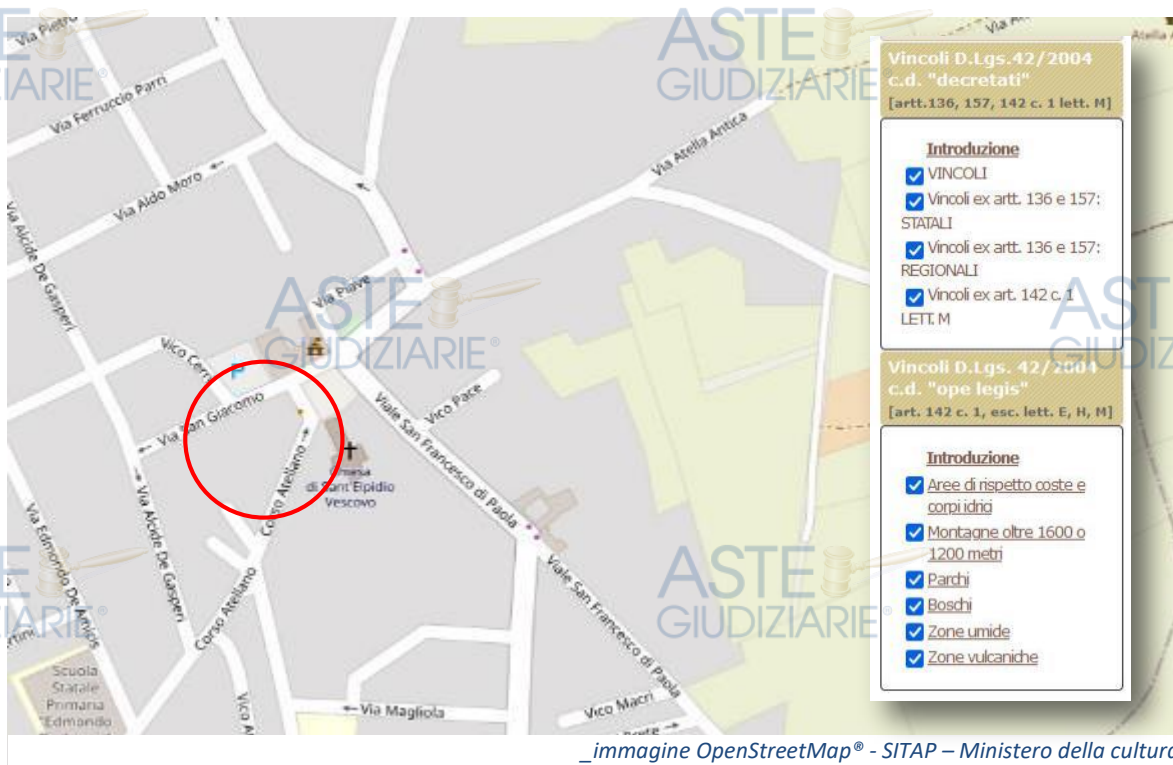 Via Pietro
Via Ferruccio Parri
Via Aldo Moro
Via Alcide De Gasperi
Via Atella Antica
Via Piave
Vico Cerr
P
Via San Giacomo
Vico Pace
Viale San Francesco di Paola
Chiesa
di Sant'Elpidio
Vescovo
Corso Atellano
Via Alcide De Gasperi
Via Edmondo De Amicis
Corso Atellano
Viale San Francesco di Paola
Scuola
Statale
Primaria
"Edmondo
Via Magliola
Vico Macri
Vincoli D.Lgs.42/2004
c.d. "decretati"
[artt.136, 157, 142 c. 1 lett. M]
Introduzione
VINCOLI
Vincoli ex artt. 136 e 157:
STATALI
Vincoli ex artt. 136 e 157:
REGIONALI
Vincoli ex art. 142 c. 1
LETT. M
Vincoli D.Lgs. 42/2004
c.d. "ope legis"
[art. 142 c. 1, esc. lett. E, H, M]
Introduzione
Aree di rispetto coste e
corpi idrici
Montagne oltre 1600 o
1200 metri
Parchi
Boschi
Zone umide
Zone vulcaniche
ASTE
GIUDIZIARIE®
ASTE
GIUDIZIARIE®
ASTE
GIUDIZIARIE®
_immagine OpenStreetMap® - SITAP – Ministero della cultura